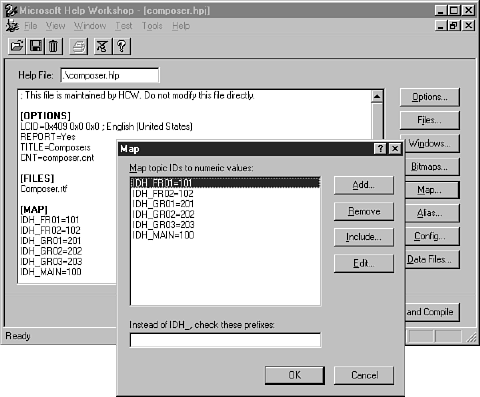 Microsoft Help Workshop - [composer.hpj]
File View Window Test Tools Help
Help File: .\composer.hlp
; This file is maintained by HCW. Do not modify this file directly.
[OPTIONS]
LCID=0x409 0x0 0x0 ; English (United States)
REPORT=Yes
TITLE=Composers
CNT=composer.cnt
[FILES]
Composer.rtf
[MAP]
IDH_FR01=101
IDH_FR02=102
IDH_GR01=201
IDH_GR02=202
IDH_GR03=203
IDH_MAIN=100
Options...
Files...
Windows...
Bitmaps...
Map...
Alias...
Config...
Data Files...
and Compile
Ready
Map
Map topic IDs to numeric values:
IDH_FR01=101
IDH_FR02=102
IDH_GR01=201
IDH_GR02=202
IDH_GR03=203
IDH_MAIN=100
Add...
Remove
Include...
Edit...
Instead of IDH_, check these prefixes:
OK
Cancel